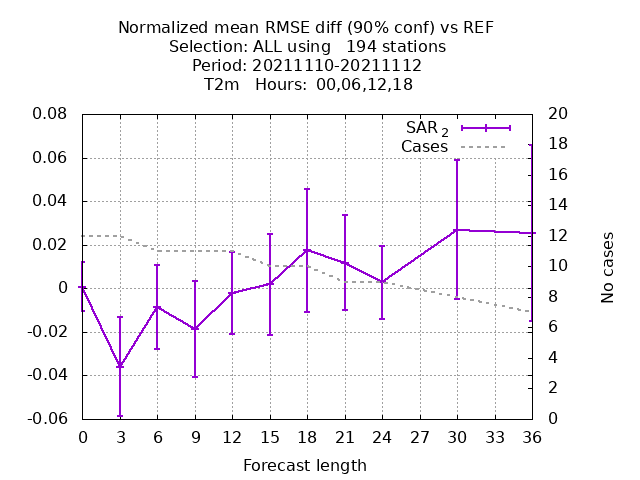 Normalized mean RMSE diff (90% conf) vs REF
Selection: ALL using   194 stations
Period: 20211110-20211112
T2m   Hours:  00,06,12,18
0.08
0.06
0.04
0.02
0
-0.02
-0.04
-0.06
SAR 2
Cases
20
18
16
14
12
10
8
6
4
2
0
No cases
0 3 6 9 12 15 18 21 24 27 30 33 36
Forecast length